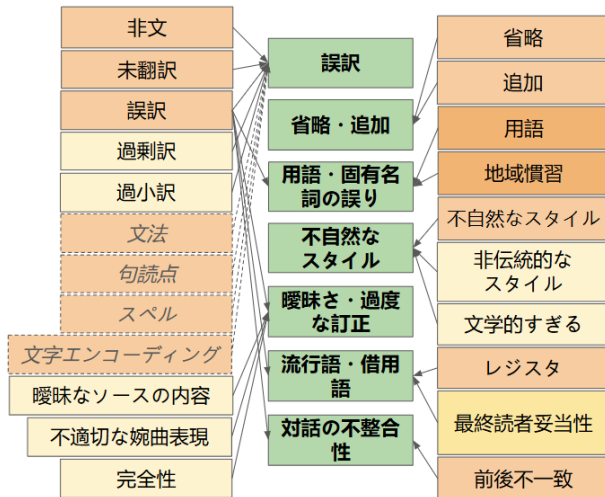 非文
未翻訳
誤訳
過剰訳
過小訳
文法
句読点
スペル
文字エンコーディング
曖昧なソースの内容
不適切な婉曲表現
完全性
誤訳
省略・追加
用語・固有名
詞の誤り
不自然な
スタイル
曖昧さ・過度
な訂正
流行語・借用
語
対話の不整合
性
省略
追加
用語
地域慣習
不自然なスタイル
非伝統的な
スタイル
文学的すぎる
レジスタ
最終読者妥当性
前後不一致